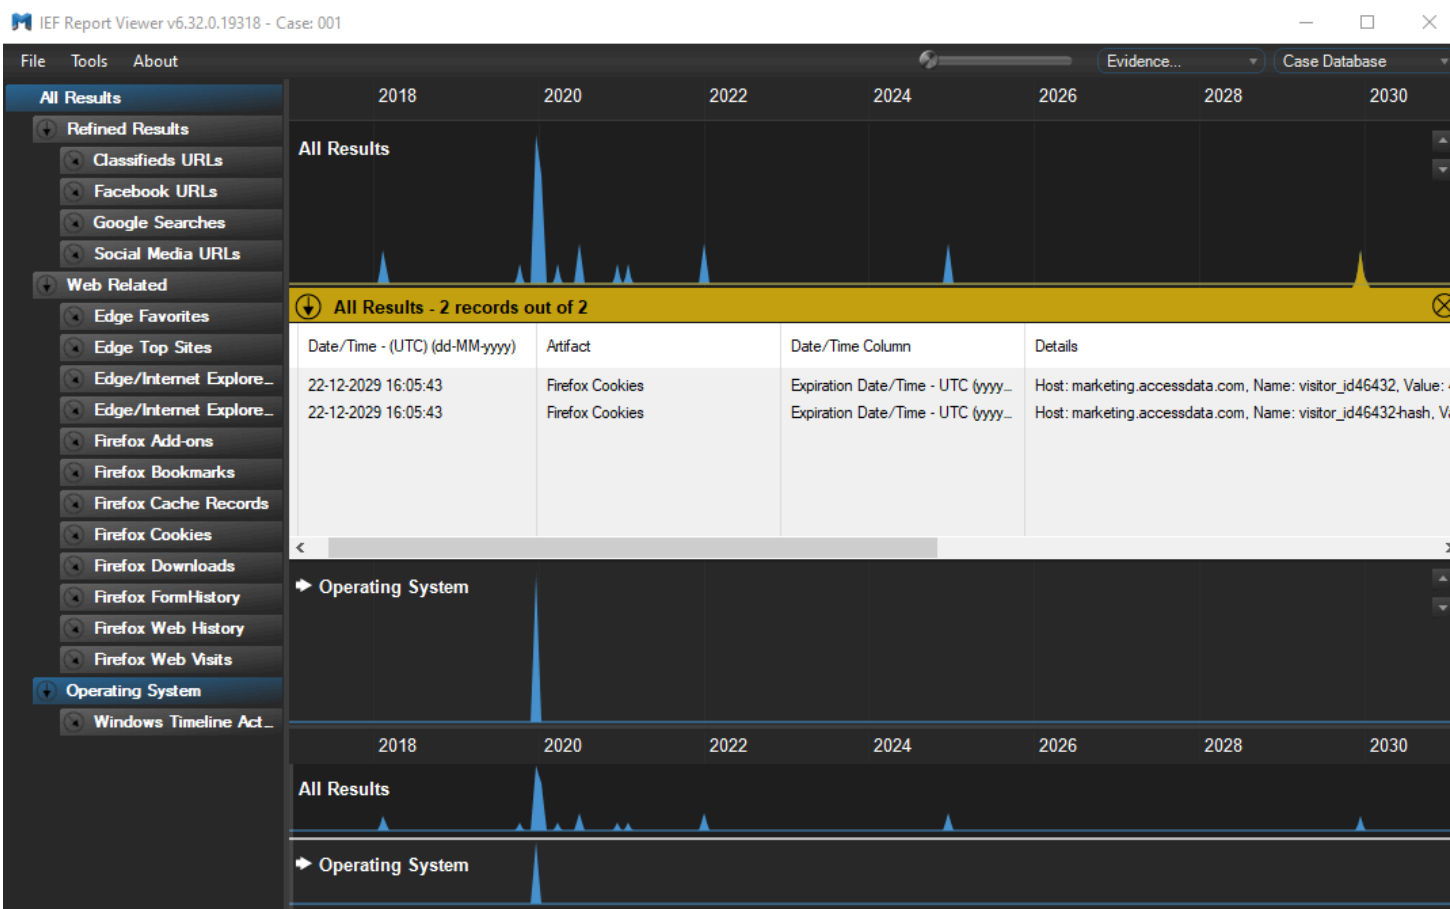 IEF Report Viewer v6.32.0.19318 - Case: 001
File Tools About Evidence... Case Database
All Results
Refined Results
Classifieds URLs
Facebook URLs
Google Searches
Social Media URLs
Web Related
Edge Favorites
Edge Top Sites
Edge/Internet Explore...
Edge/Internet Explore...
Firefox Add-ons
Firefox Bookmarks
Firefox Cache Records
Firefox Cookies
Firefox Downloads
Firefox FormHistory
Firefox Web History
Firefox Web Visits
Operating System
Windows Timeline Act...
2018 2020 2022 2024 2026 2028 2030
All Results
All Results - 2 records out of 2
Date/Time - (UTC) (dd-MM-yyyy) Artifact Date/Time Column Details
22-12-2029 16:05:43 Firefox Cookies Expiration Date/Time - UTC (yyyy... Host: marketing.accessdata.com, Name: visitor_id46432, Value:
22-12-2029 16:05:43 Firefox Cookies Expiration Date/Time - UTC (yyyy... Host: marketing.accessdata.com, Name: visitor_id46432-hash,
Operating System
2018 2020 2022 2024 2026 2028 2030
All Results
Operating System